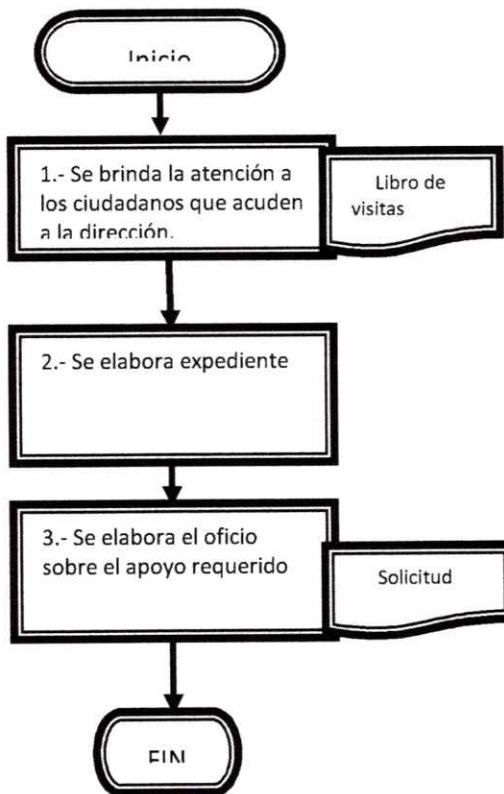 Inicio
1.- Se brinda la atención a
los ciudadanos que acuden
a la dirección.
Libro de
visitas
2.- Se elabora expediente
3.- Se elabora el oficio
sobre el apoyo requerido
Solicitud
FIN